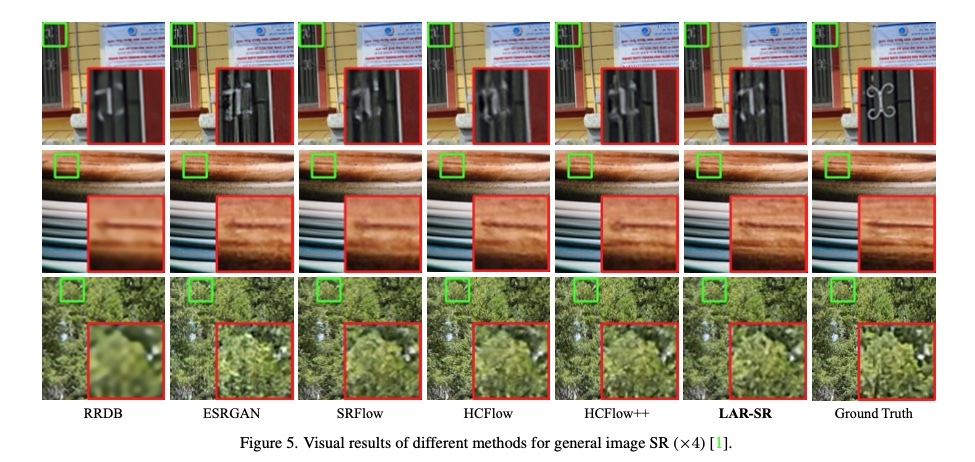 RRDB
ESRGAN
SRFlow
HCFlow
HCFlow++
LAR-SR
Ground Truth
Figure 5. Visual results of different methods for general image SR (×4) [1].